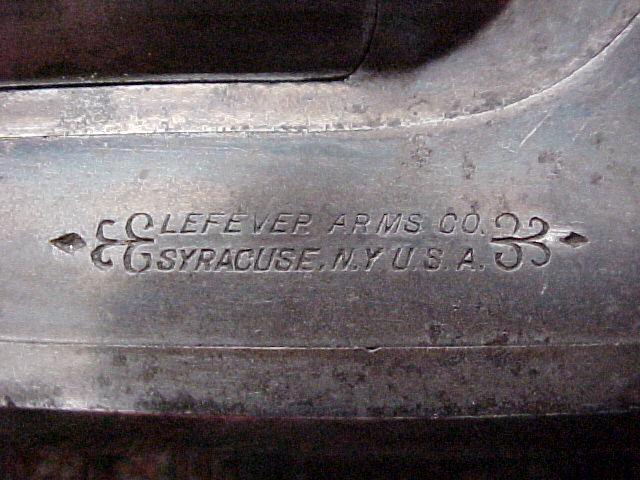 LEFEVER ARMS CO.
SYRACUSE, N.Y U.S.A.